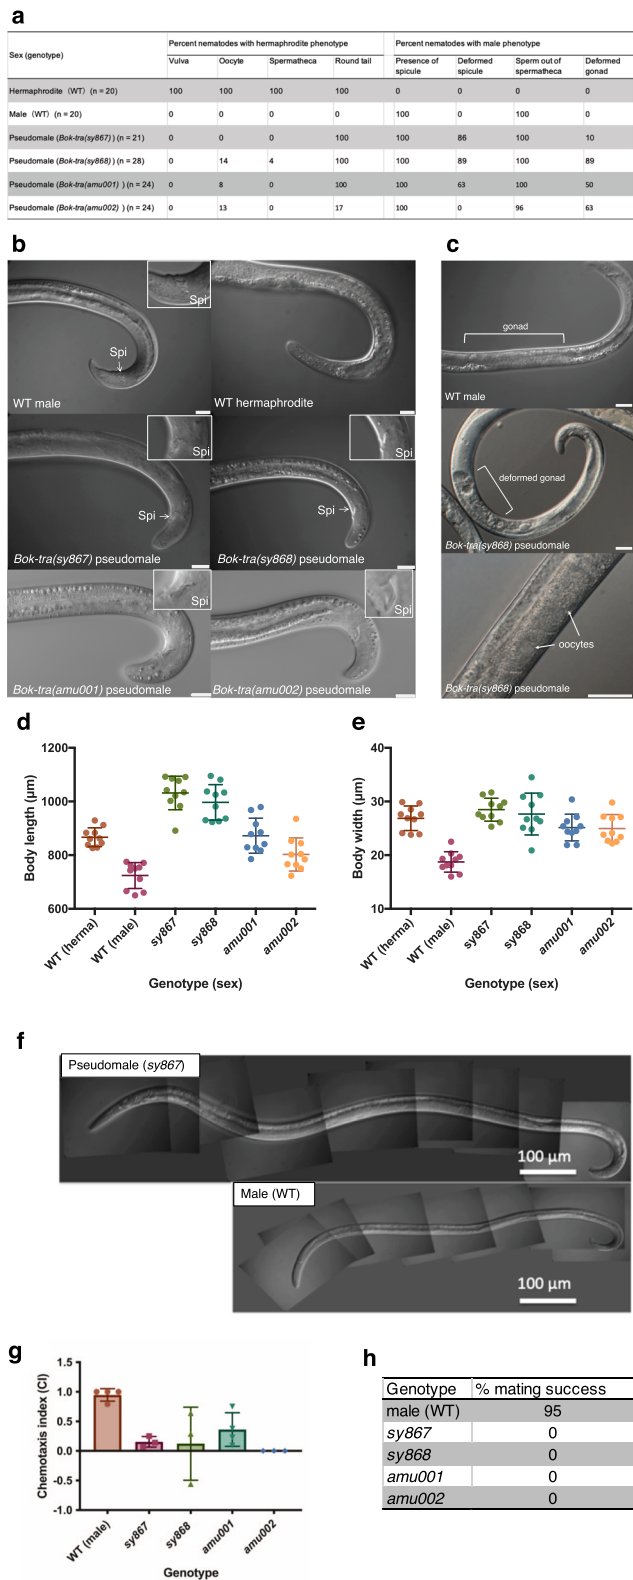 a
Sex (genotype) Percent nematodes with hermaphrodite phenotype Percent nematodes with male phenotype
Vulva Oocyte Spermatheca Round tail Presence of spicule Deformed spicule Sperm out of spermatheca Deformed gonad
Hermaphrodite (WT) (n = 20) 100 100 100 100 0 0 0 0
Male (WT) (n = 20) 0 0 0 0 100 0 100 0
Pseudomale (Bok-tra(sy867)) (n = 21) 0 0 0 100 100 86 100 10
Pseudomale (Bok-tra(sy868)) (n = 28) 0 14 4 100 100 89 100 89
Pseudomale (Bok-tra(amu001)) (n = 24) 0 8 0 100 100 63 100 50
Pseudomale (Bok-tra(amu002)) (n = 24) 0 13 0 17 100 0 96 63
b
Spi
Spi
WT male
WT hermaphrodite
Spi
Spi
Bok-tra(sy867) pseudomale
Spi
Spi
Bok-tra(sy868) pseudomale
Spi
Bok-tra(amu001) pseudomale
Spi
Bok-tra(amu002) pseudomale
c
gonad
WT male
deformed gonad
Bok-tra(sy868) pseudomale
oocytes
Bok-tra(sy868) pseudomale
d
Body length (µm)
1200
1000
800
600
WT (herma) WT (male) sy867 sy868 amu001 amu002
Genotype (sex)
e
Body width (µm)
40
30
20
10
WT (herma) WT (male) sy867 sy868 amu001 amu002
Genotype (sex)
f
Pseudomale (sy867)
100 µm
Male (WT)
100 µm
g
Chemotaxis index (CI)
1.5
1.0
0.5
0.0
-0.5
-1.0
WT (male) sy867 sy868 amu001 amu002
Genotype
h
Genotype % mating success
male (WT) 95
sy867 0
sy868 0
amu001 0
amu002 0